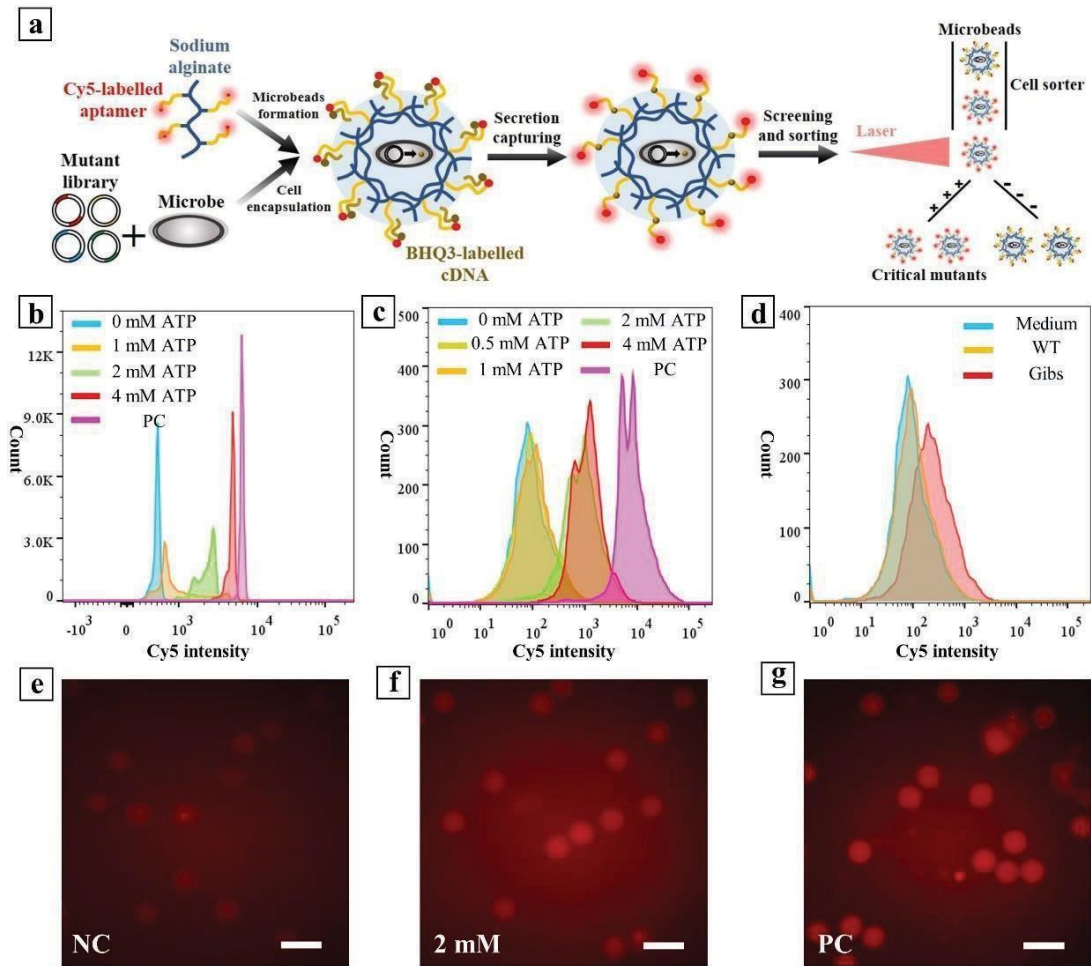 a
Sodium
alginate
Cy5-labelled
aptamer
Microbeads
formation
Mutant
library
+
Microbe
Cell
encapsulation
BHQ3-labelled
cDNA
Secretion
capturing
Screening
and sorting
Microbeads
Cell sorter
Laser
+ + +
- - -
Critical mutants
b
0 mM ATP
1 mM ATP
2 mM ATP
4 mM ATP
PC
Count
12K
9.0K
6.0K
3.0K
0
-10³ 0 10³ 10⁴ 10⁵
Cy5 intensity
c
0 mM ATP 2 mM ATP
0.5 mM ATP 4 mM ATP
1 mM ATP PC
Count
500
400
300
200
100
0
10⁰ 10¹ 10² 10³ 10⁴ 10⁵
Cy5 intensity
d
Medium
WT
Gibs
Count
400
300
200
100
0
10⁰ 10¹ 10² 10³ 10⁴ 10⁵
Cy5 intensity
e
NC
f
2 mM
g
PC